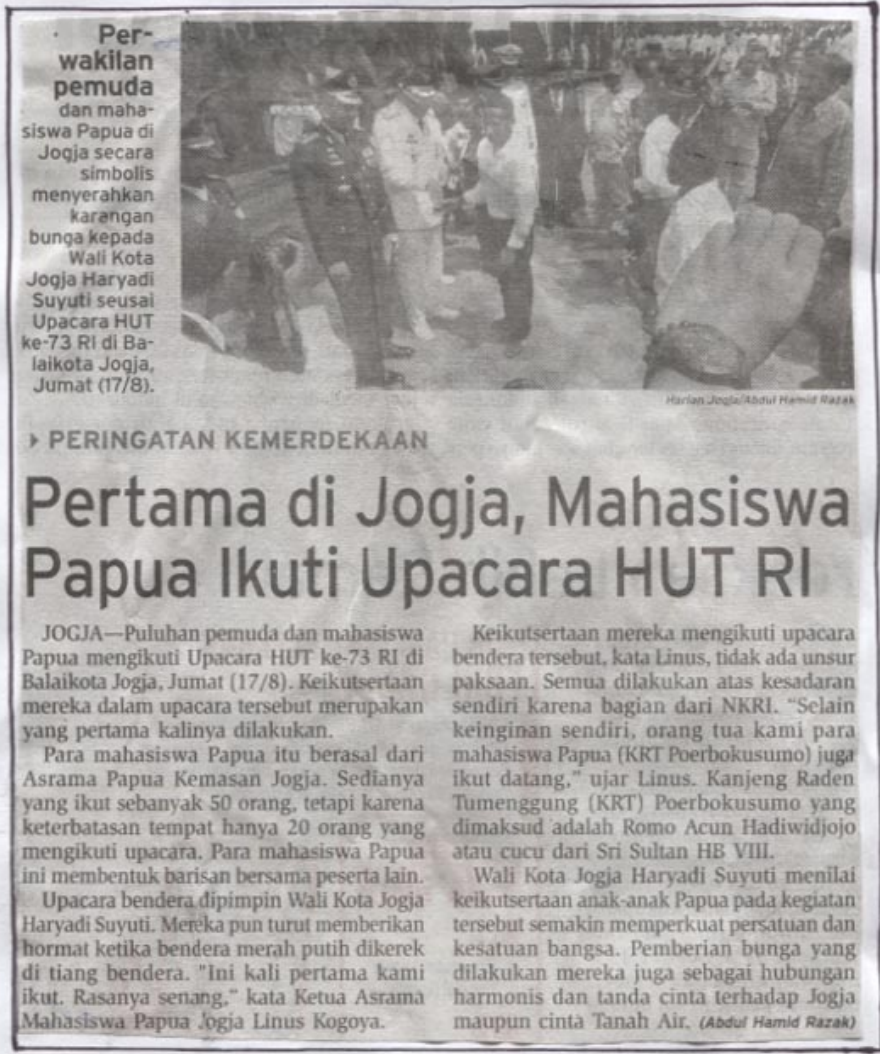 Per-
wakilan
pemuda
dan maha-
siswa Papua di
Jogja secara
simbolis
menyerahkan
karangan
bunga kepada
Wali Kota
Jogja Haryadi
Suyuti seusai
Upacara HUT
ke-73 RI di Ba-
laikota Jogja,
Jumat (17/8).
Harian Jogja/Abdul Hamid Razak
PERINGATAN KEMERDEKAAN
Pertama di Jogja, Mahasiswa
Papua Ikuti Upacara HUT RI
JOGJA—Puluhan pemuda dan mahasiswa
Papua mengikuti Upacara HUT ke-73 RI di
Balaikota Jogja, Jumat (17/8). Keikutsertaan
mereka dalam upacara tersebut merupakan
yang pertama kalinya dilakukan.
Para mahasiswa Papua itu berasal dari
Asrama Papua Kemasan Jogja. Sedianya
yang ikut sebanyak 50 orang, tetapi karena
keterbatasan tempat hanya 20 orang yang
mengikuti upacara. Para mahasiswa Papua
ini membentuk barisan bersama peserta lain.
Upacara bendera dipimpin Wali Kota Jogja
Haryadi Suyuti. Mereka pun turut memberikan
hormat ketika bendera merah putih dikerek
di tiang bendera. "Ini kali pertama kami
ikut. Rasanya senang," kata Ketua Asrama
Mahasiswa Papua Jogja Linus Kogoya.
Keikutsertaan mereka mengikuti upacara
bendera tersebut, kata Linus, tidak ada unsur
paksaan. Semua dilakukan atas kesadaran
sendiri karena bagian dari NKRI. "Selain
keinginan sendiri, orang tua kami para
mahasiswa Papua (KRT Poerbokusumo) juga
ikut datang," ujar Linus. Kanjeng Raden
Tumenggung (KRT) Poerbokusumo yang
dimaksud adalah Romo Acun Hadiwidjojo
atau cucu dari Sri Sultan HB VIII.
Wali Kota Jogja Haryadi Suyuti menilai
keikutsertaan anak-anak Papua pada kegiatan
tersebut semakin memperkuat persatuan dan
kesatuan bangsa. Pemberian bunga yang
dilakukan mereka juga sebagai hubungan
harmonis dan tanda cinta terhadap Jogja
maupun cinta Tanah Air. (Abdul Hamid Razak)